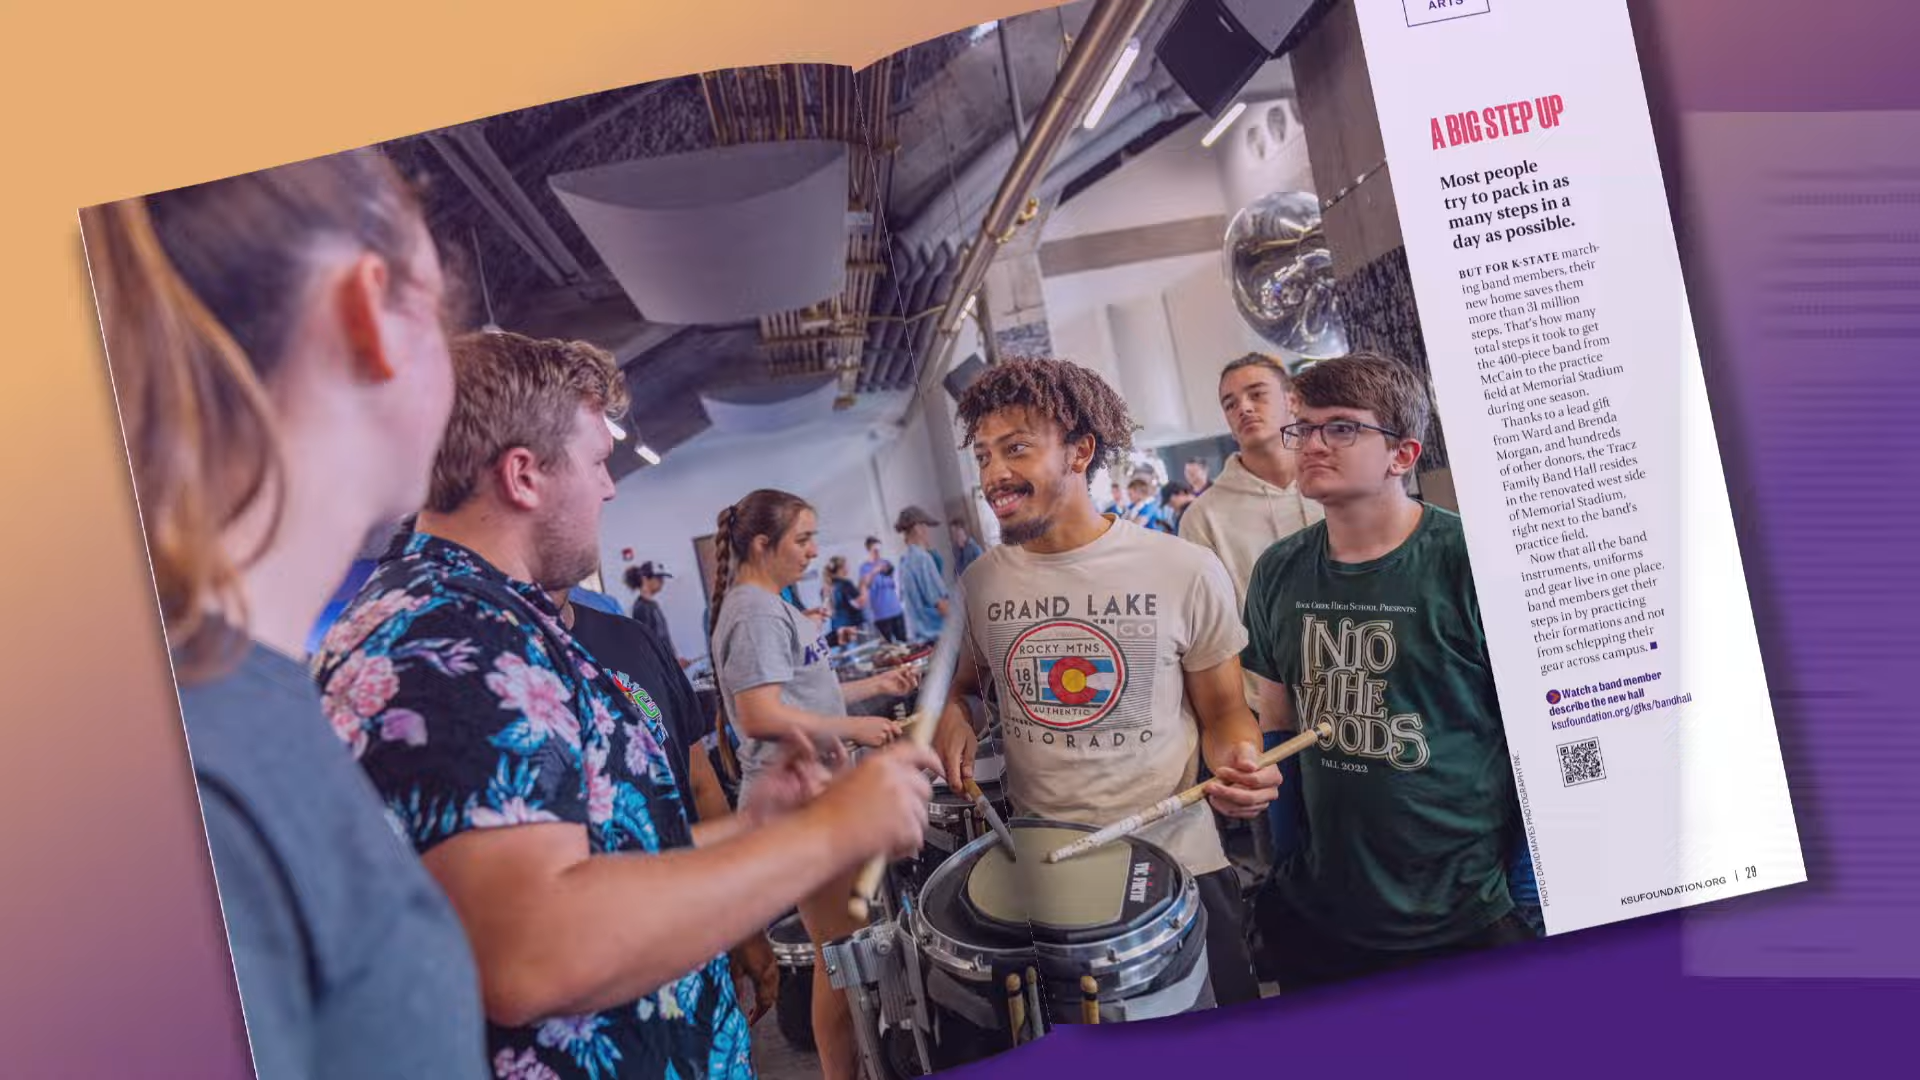 ARTS
A BIG STEP UP
Most people
try to pack in as
many steps in a
day as possible.
BUT FOR K-STATE march-
ing band members, their
new home saves them
more than 31 million
steps. That's how many
total steps it took to get
the 400-piece band from
McCain to the practice
field at Memorial Stadium
during one season.
Thanks to a lead gift
from Ward and Brenda
Morgan, and hundreds
of other donors, the Tracz
Family Band Hall resides
in the renovated west side
of Memorial Stadium,
right next to the band's
practice field.
Now that all the band
instruments, uniforms
and gear live in one place,
band members get their
steps in by practicing
their formations and not
from schlepping their
gear across campus.
Watch a band member
describe the new hall
ksufoundation.org/gfks/bandhall
PHOTO: DAVID MAYES PHOTOGRAPHY INC.
KSUFOUNDATION.ORG | 29
GRAND LAKE
CO
ROCKY MTNS.
18
76
AUTHENTIC
COLORADO
ROCK CREEK HIGH SCHOOL PRESENTS:
INTO
THE
WOODS
FALL 2022